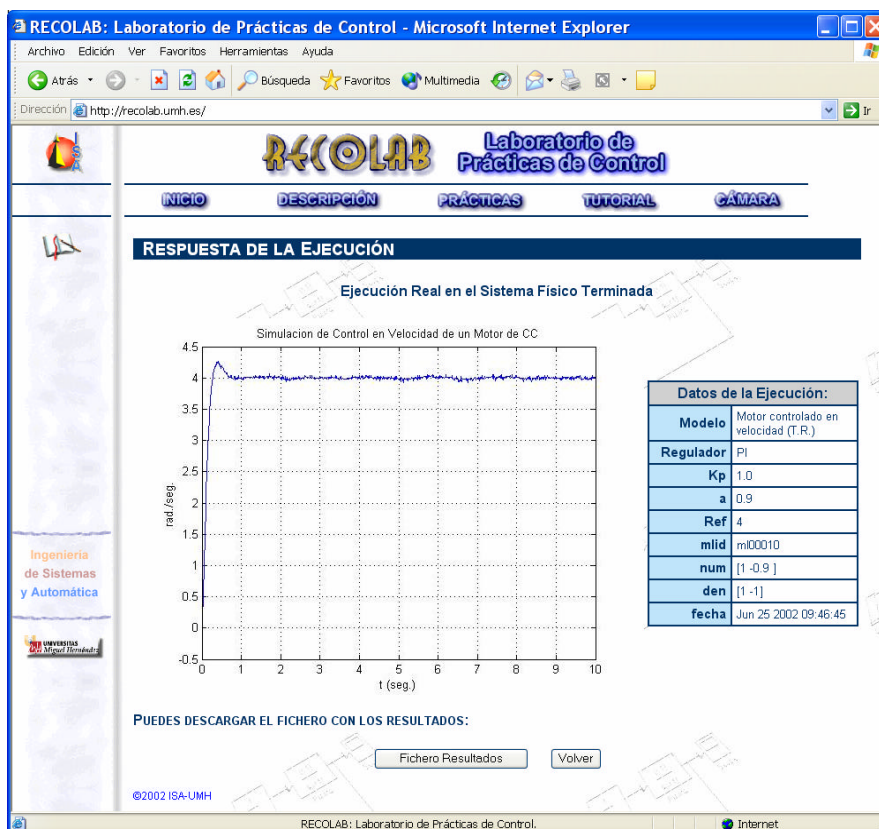 RECOLAB: Laboratorio de Prácticas de Control - Microsoft Internet Explorer
Archivo Edición Ver Favoritos Herramientas Ayuda
Atrás Búsqueda Favoritos Multimedia
Dirección http://recolab.umh.es/ Ir
ISA
RECOLAB Laboratorio de
Prácticas de Control
INICIO DESCRIPCIÓN PRÁCTICAS TUTORIAL CÁMARA
RESPUESTA DE LA EJECUCIÓN
Ejecución Real en el Sistema Físico Terminada
Simulacion de Control en Velocidad de un Motor de CC
4.5
4
3.5
3
2.5
2
1.5
1
0.5
0
-0.5
rad./seg.
0 1 2 3 4 5 6 7 8 9 10
t (seg.)
Datos de la Ejecución:
Modelo Motor controlado en
velocidad (T.R.)
Regulador PI
Kp 1.0
a 0.9
Ref 4
mlid ml00010
num [1 -0.9 ]
den [1 -1]
fecha Jun 25 2002 09:46:45
Ingeniería
de Sistemas
y Automática
UNIVERSITAS
Miguel Hernández
PUEDES DESCARGAR EL FICHERO CON LOS RESULTADOS:
Fichero Resultados Volver
©2002 ISA-UMH
RECOLAB: Laboratorio de Prácticas de Control. Internet